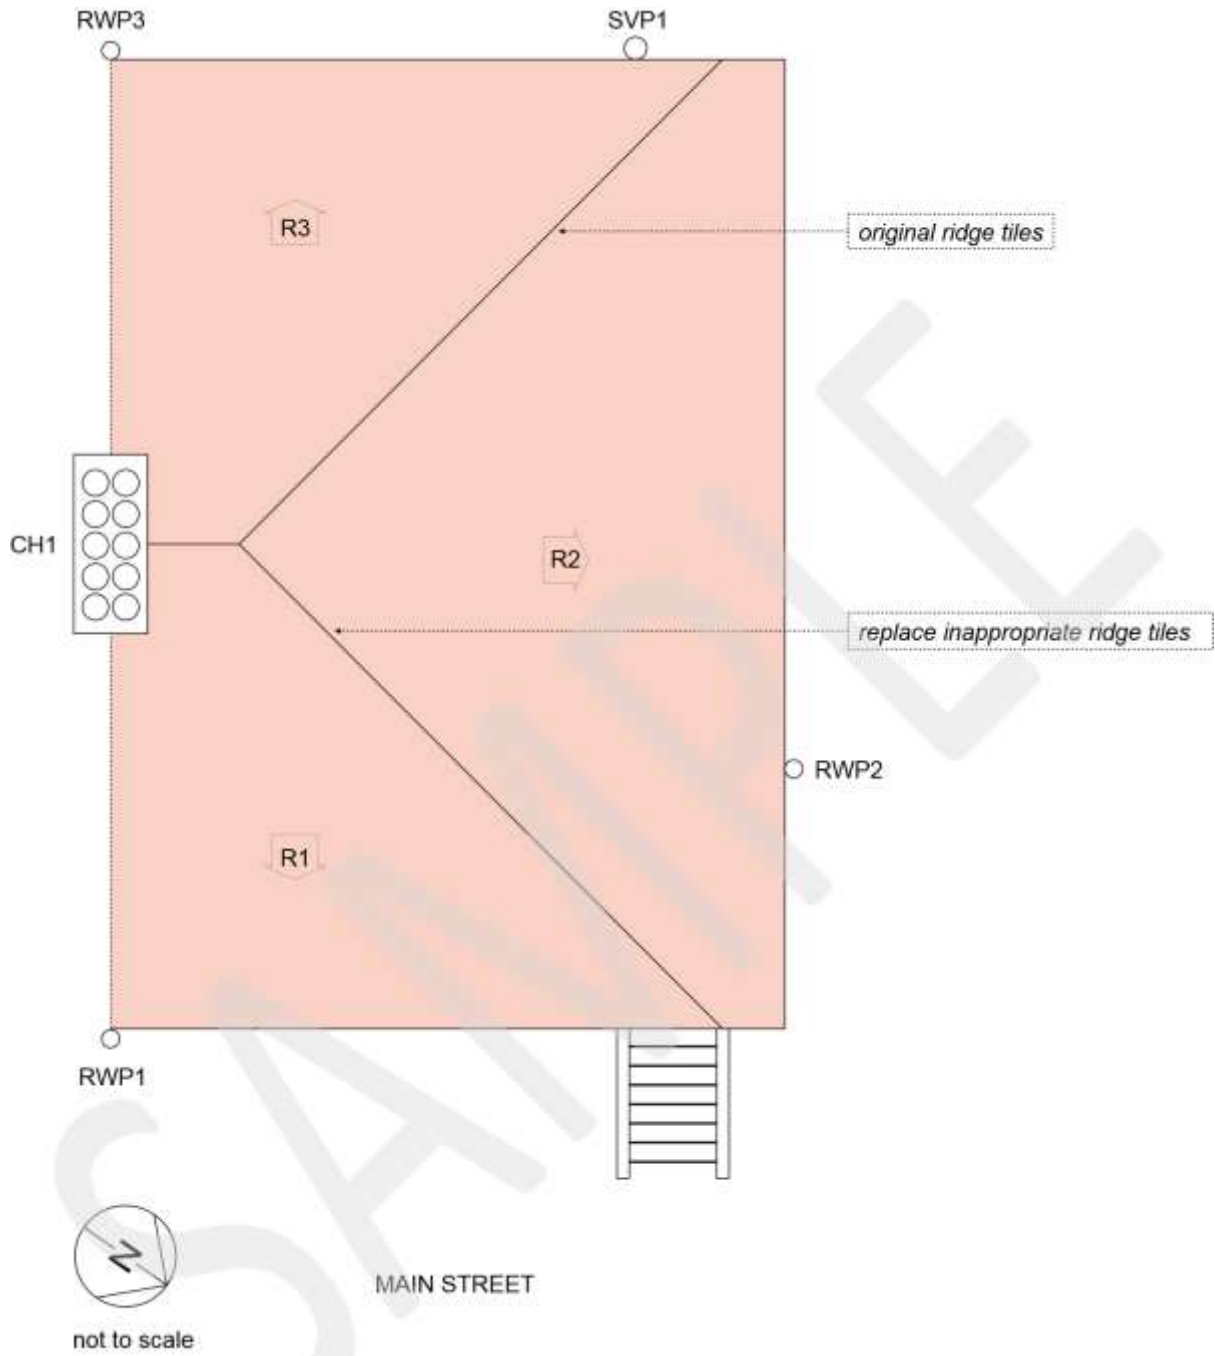 RWP3
SVP1
R3
original ridge tiles
CH1
R2
replace inappropriate ridge tiles
RWP2
R1
RWP1
N
MAIN STREET
not to scale
SAMPLE